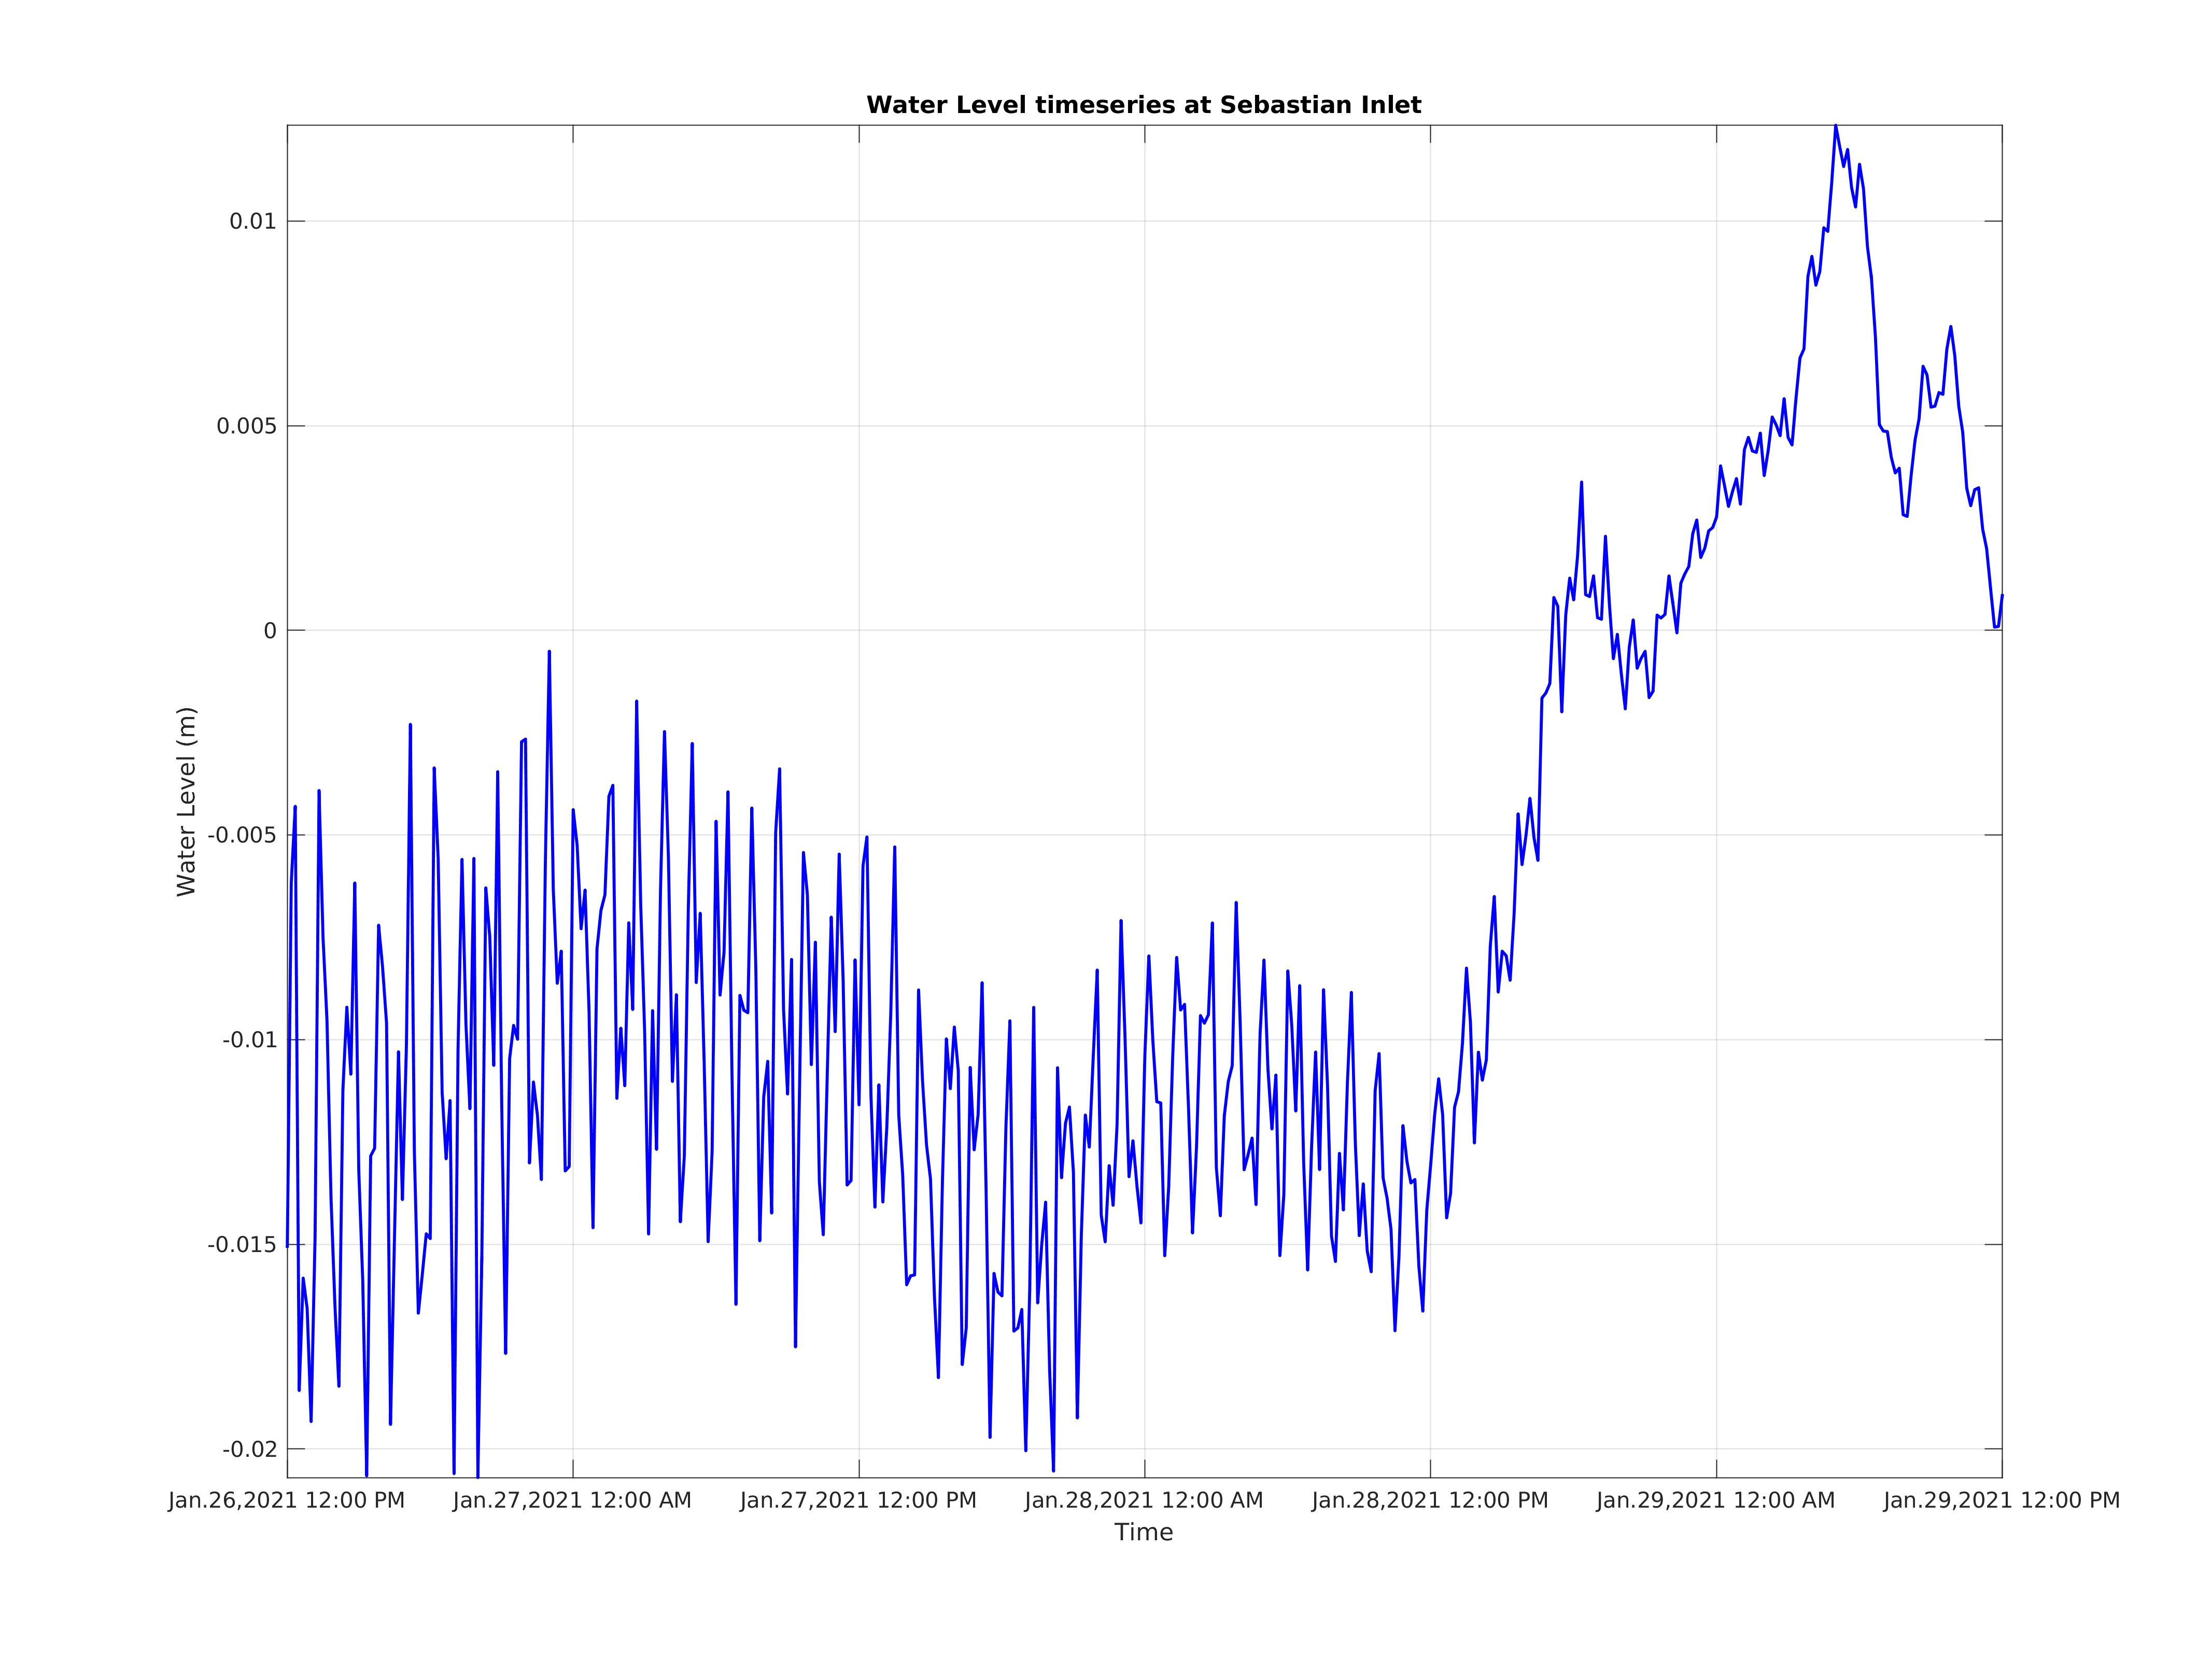 Water Level timeseries at Sebastian Inlet
0.01
0.005
0
-0.005
-0.01
-0.015
-0.02
Water Level (m)
Jan.26,2021 12:00 PM Jan.27,2021 12:00 AM Jan.27,2021 12:00 PM Jan.28,2021 12:00 AM Jan.28,2021 12:00 PM Jan.29,2021 12:00 AM Jan.29,2021 12:00 PM
Time